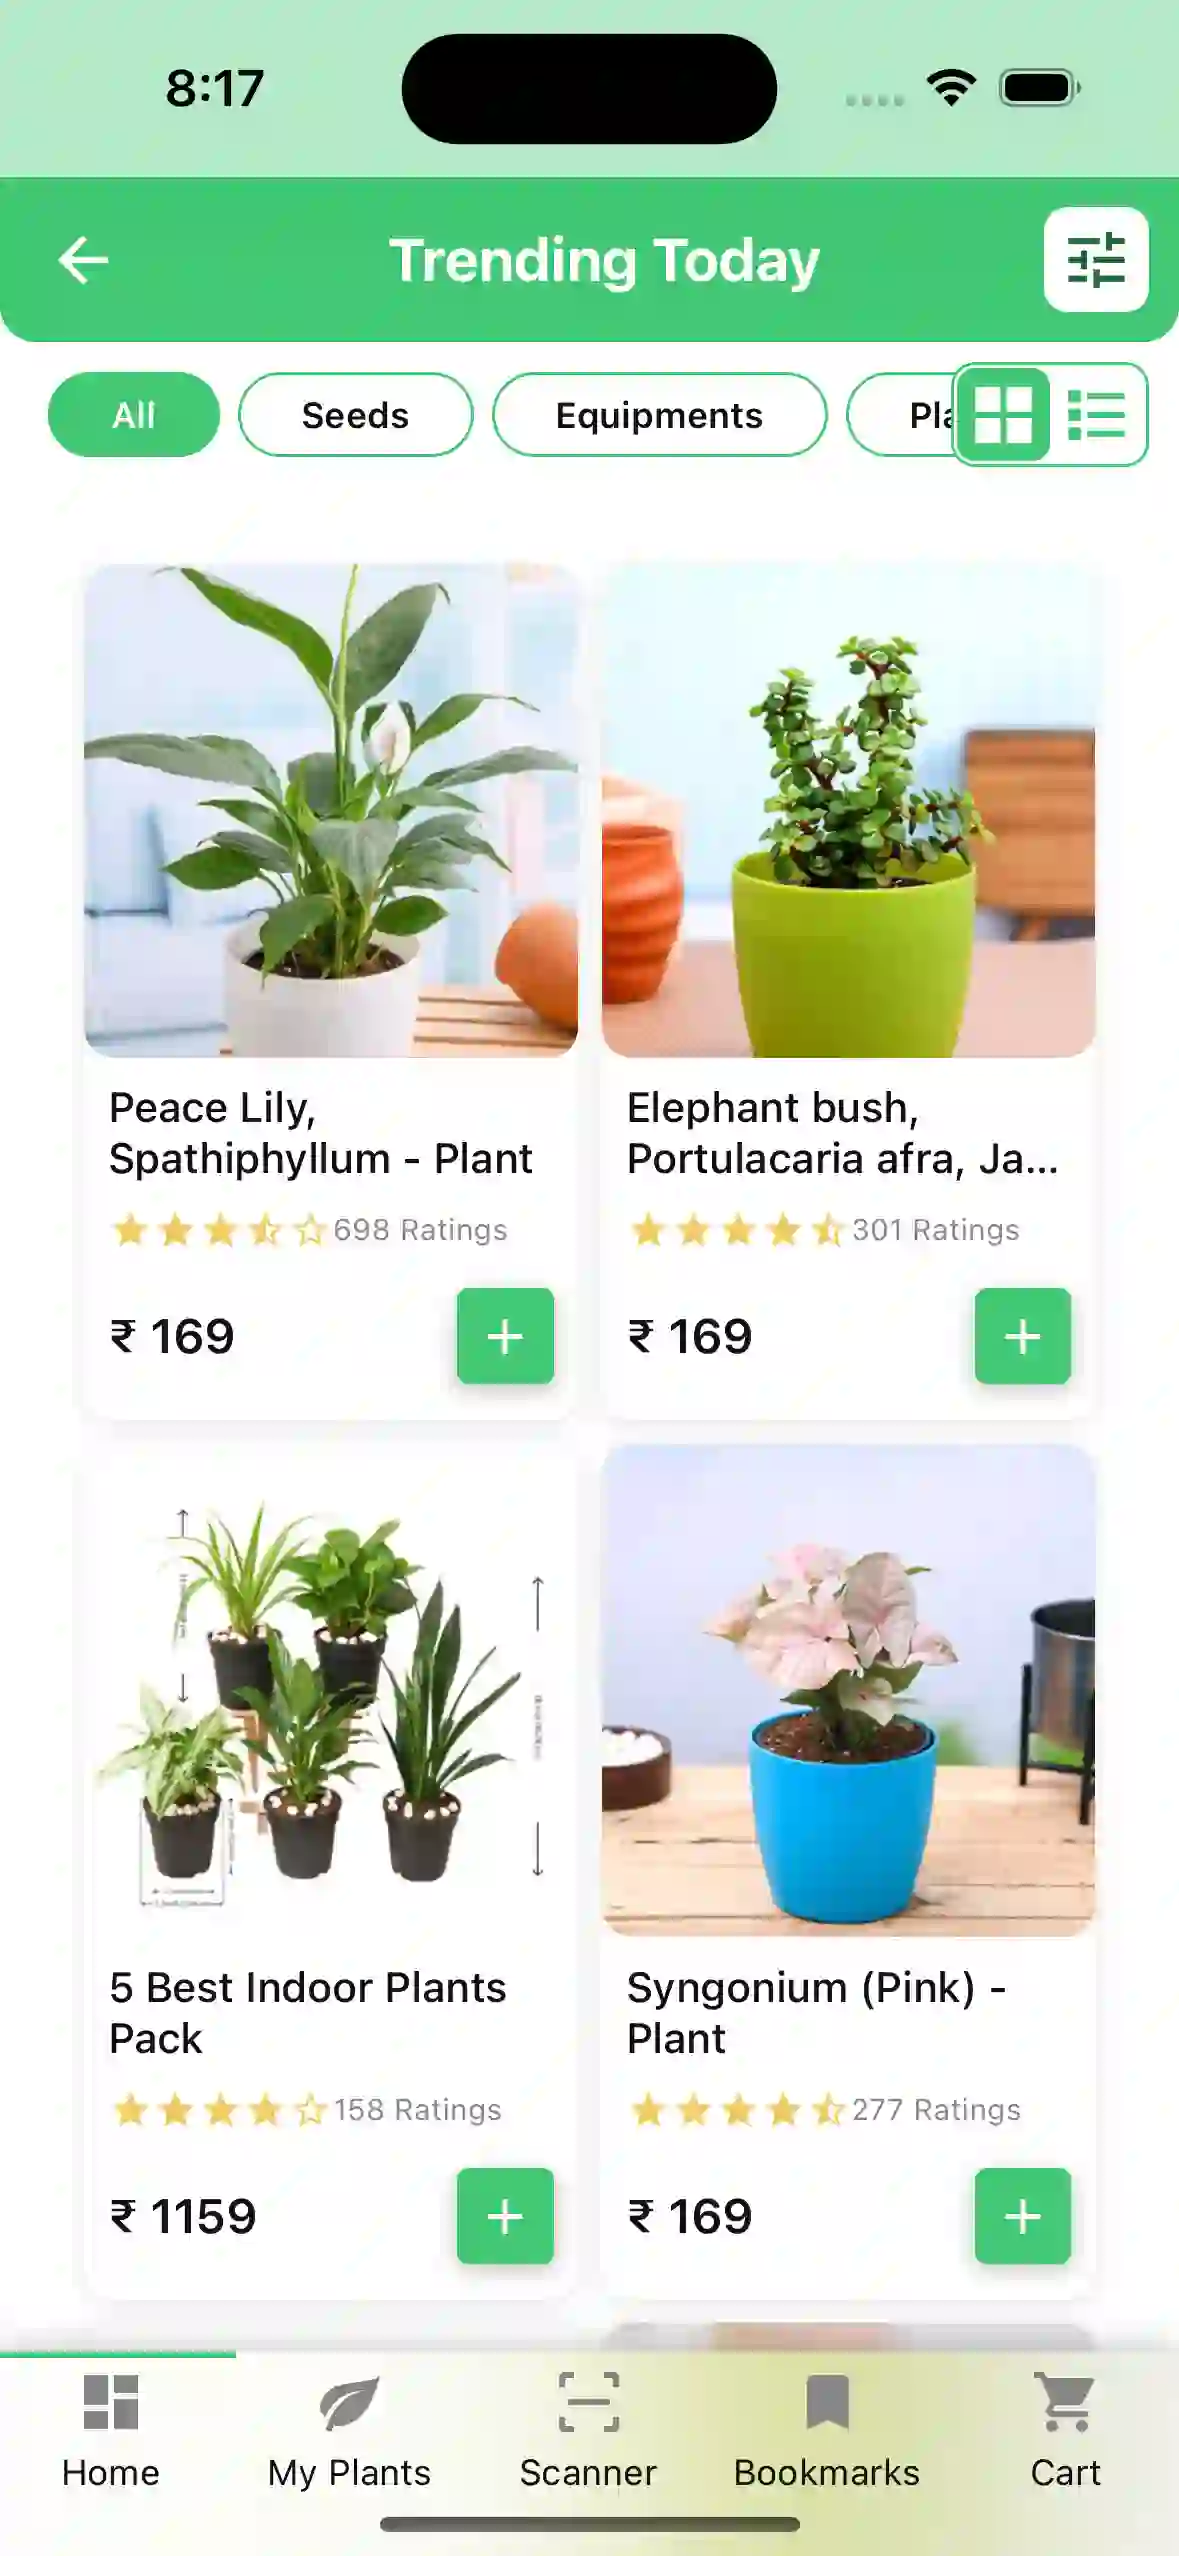 8:17
Trending Today
All
Seeds
Equipments
Pla
Peace Lily,
Spathiphyllum - Plant
698 Ratings
₹ 169
Elephant bush,
Portulacaria afra, Ja...
301 Ratings
₹ 169
5 Best Indoor Plants
Pack
158 Ratings
₹ 1159
Syngonium (Pink) -
Plant
277 Ratings
₹ 169
Home
My Plants
Scanner
Bookmarks
Cart